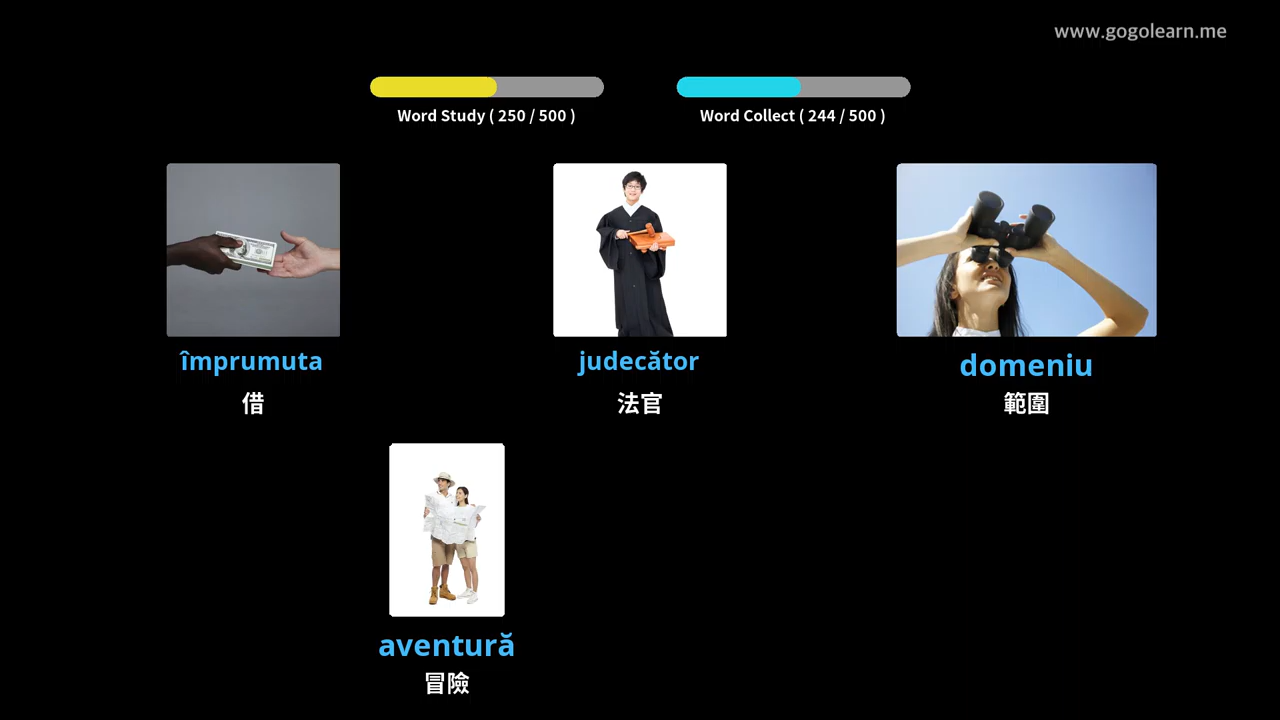 www.gogolearn.me
Word Study ( 250 / 500 )
Word Collect ( 244 / 500 )
împrumuta
借
judecător
法官
domeniu
範圍
aventură
冒險